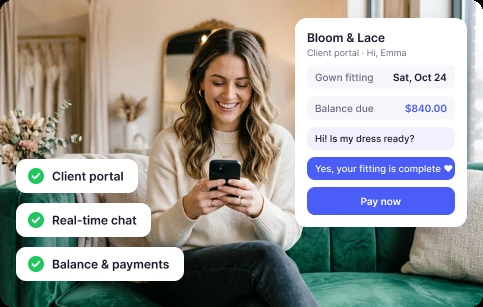 Bloom & Lace
Client portal · Hi, Emma
Gown fitting Sat, Oct 24
Balance due $840.00
Hi! Is my dress ready?
Yes, your fitting is complete 🤍
Pay now
Client portal
Real-time chat
Balance & payments